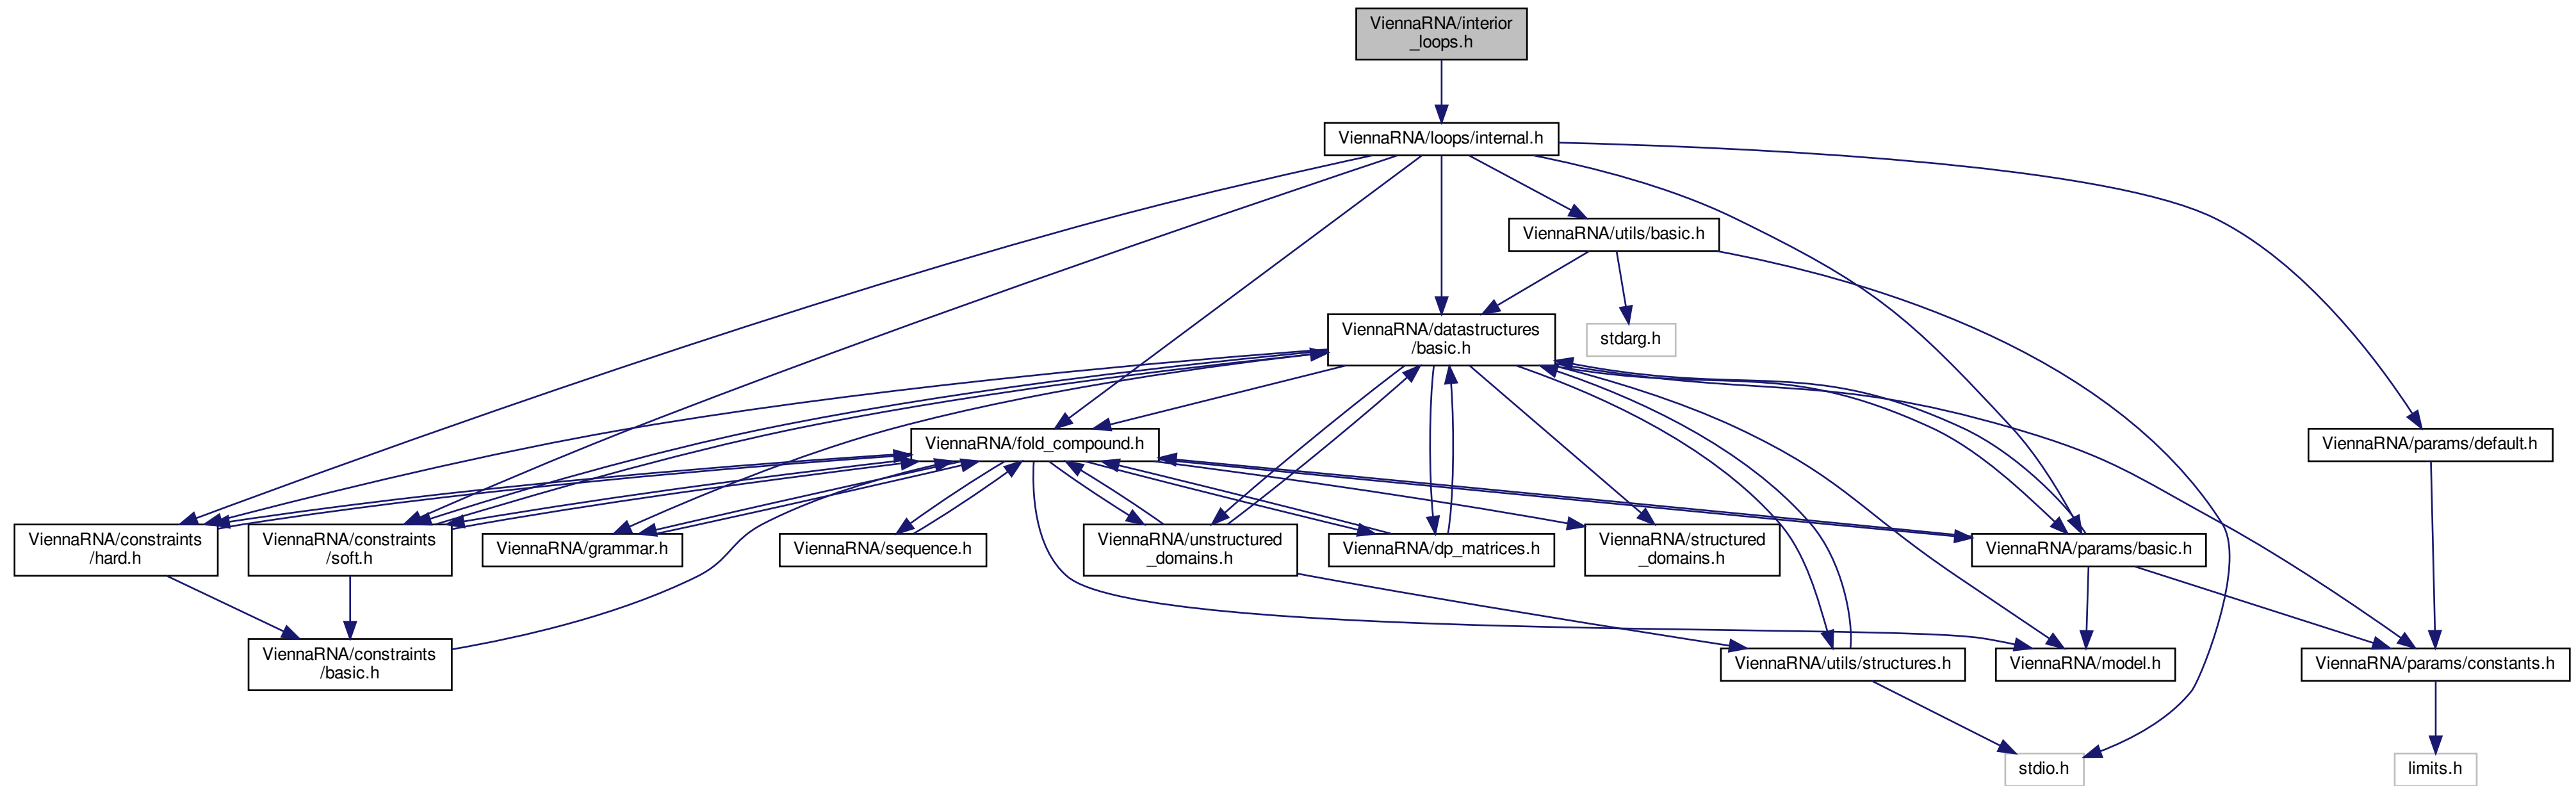 ViennaRNA/interior
_loops.h
ViennaRNA/loops/internal.h
ViennaRNA/utils/basic.h
ViennaRNA/datastructures
/basic.h
stdarg.h
ViennaRNA/fold_compound.h
ViennaRNA/params/default.h
ViennaRNA/constraints
/hard.h
ViennaRNA/constraints
/soft.h
ViennaRNA/grammar.h
ViennaRNA/sequence.h
ViennaRNA/unstructured
_domains.h
ViennaRNA/dp_matrices.h
ViennaRNA/structured
_domains.h
ViennaRNA/params/basic.h
ViennaRNA/constraints
/basic.h
ViennaRNA/utils/structures.h
ViennaRNA/model.h
ViennaRNA/params/constants.h
stdio.h
limits.h